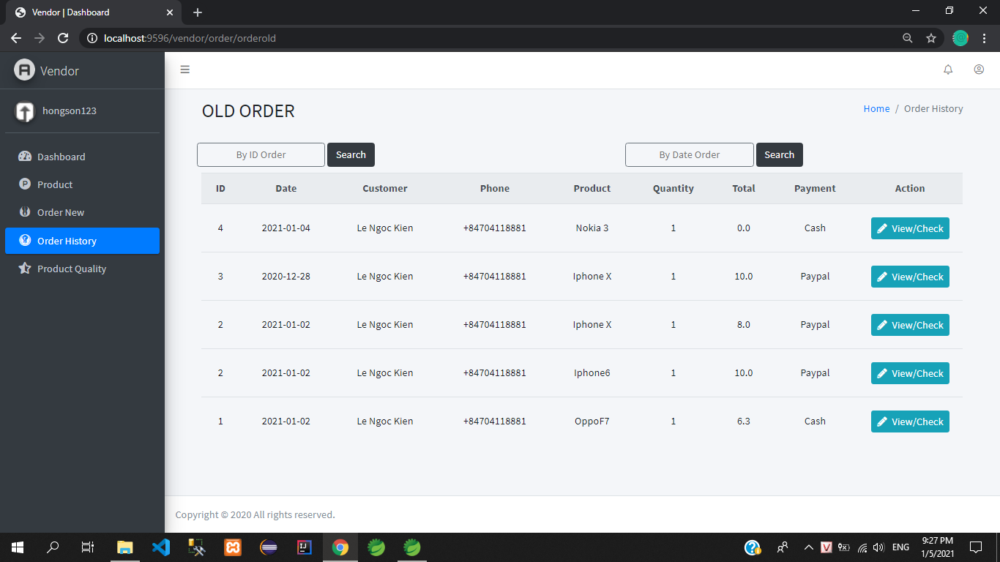 Vendor | Dashboard
localhost:9596/vendor/order/orderold
Vendor
hongson123
Dashboard
Product
Order New
Order History
Product Quality
OLD ORDER
Home / Order History
By ID Order Search By Date Order Search
ID Date Customer Phone Product Quantity Total Payment Action
4 2021-01-04 Le Ngoc Kien +84704118881 Nokia 3 1 0.0 Cash View/Check
3 2020-12-28 Le Ngoc Kien +84704118881 Iphone X 1 10.0 Paypal View/Check
2 2021-01-02 Le Ngoc Kien +84704118881 Iphone X 1 8.0 Paypal View/Check
2 2021-01-02 Le Ngoc Kien +84704118881 Iphone6 1 10.0 Paypal View/Check
1 2021-01-02 Le Ngoc Kien +84704118881 OppoF7 1 6.3 Cash View/Check
Copyright © 2020 All rights reserved.
ENG
9:27 PM
1/5/2021